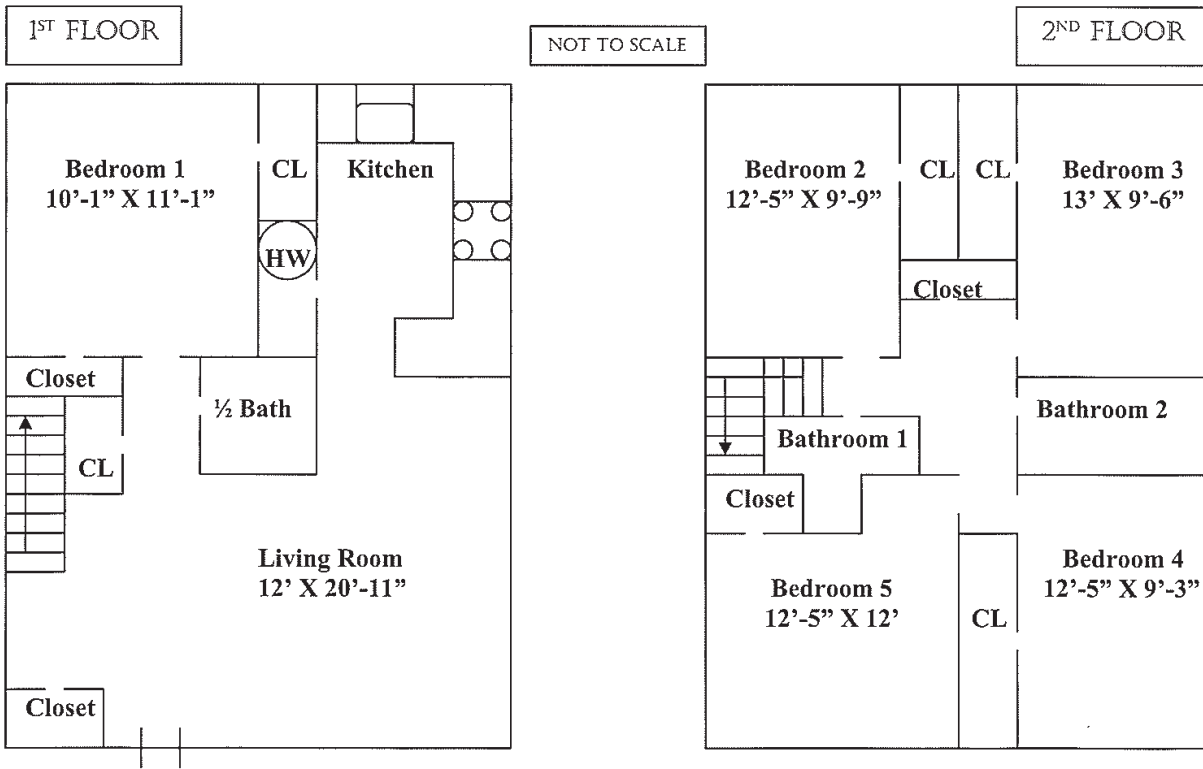 1ST FLOOR
NOT TO SCALE
2ND FLOOR
Bedroom 1
10’-1” X 11’-1”
CL
Kitchen
HW
Closet
½ Bath
CL
Living Room
12’ X 20’-11”
Closet
Bedroom 2
12’-5” X 9’-9”
CL
CL
Bedroom 3
13’ X 9’-6”
Closet
Bathroom 1
Bathroom 2
Closet
Bedroom 5
12’-5” X 12’
CL
Bedroom 4
12’-5” X 9’-3”